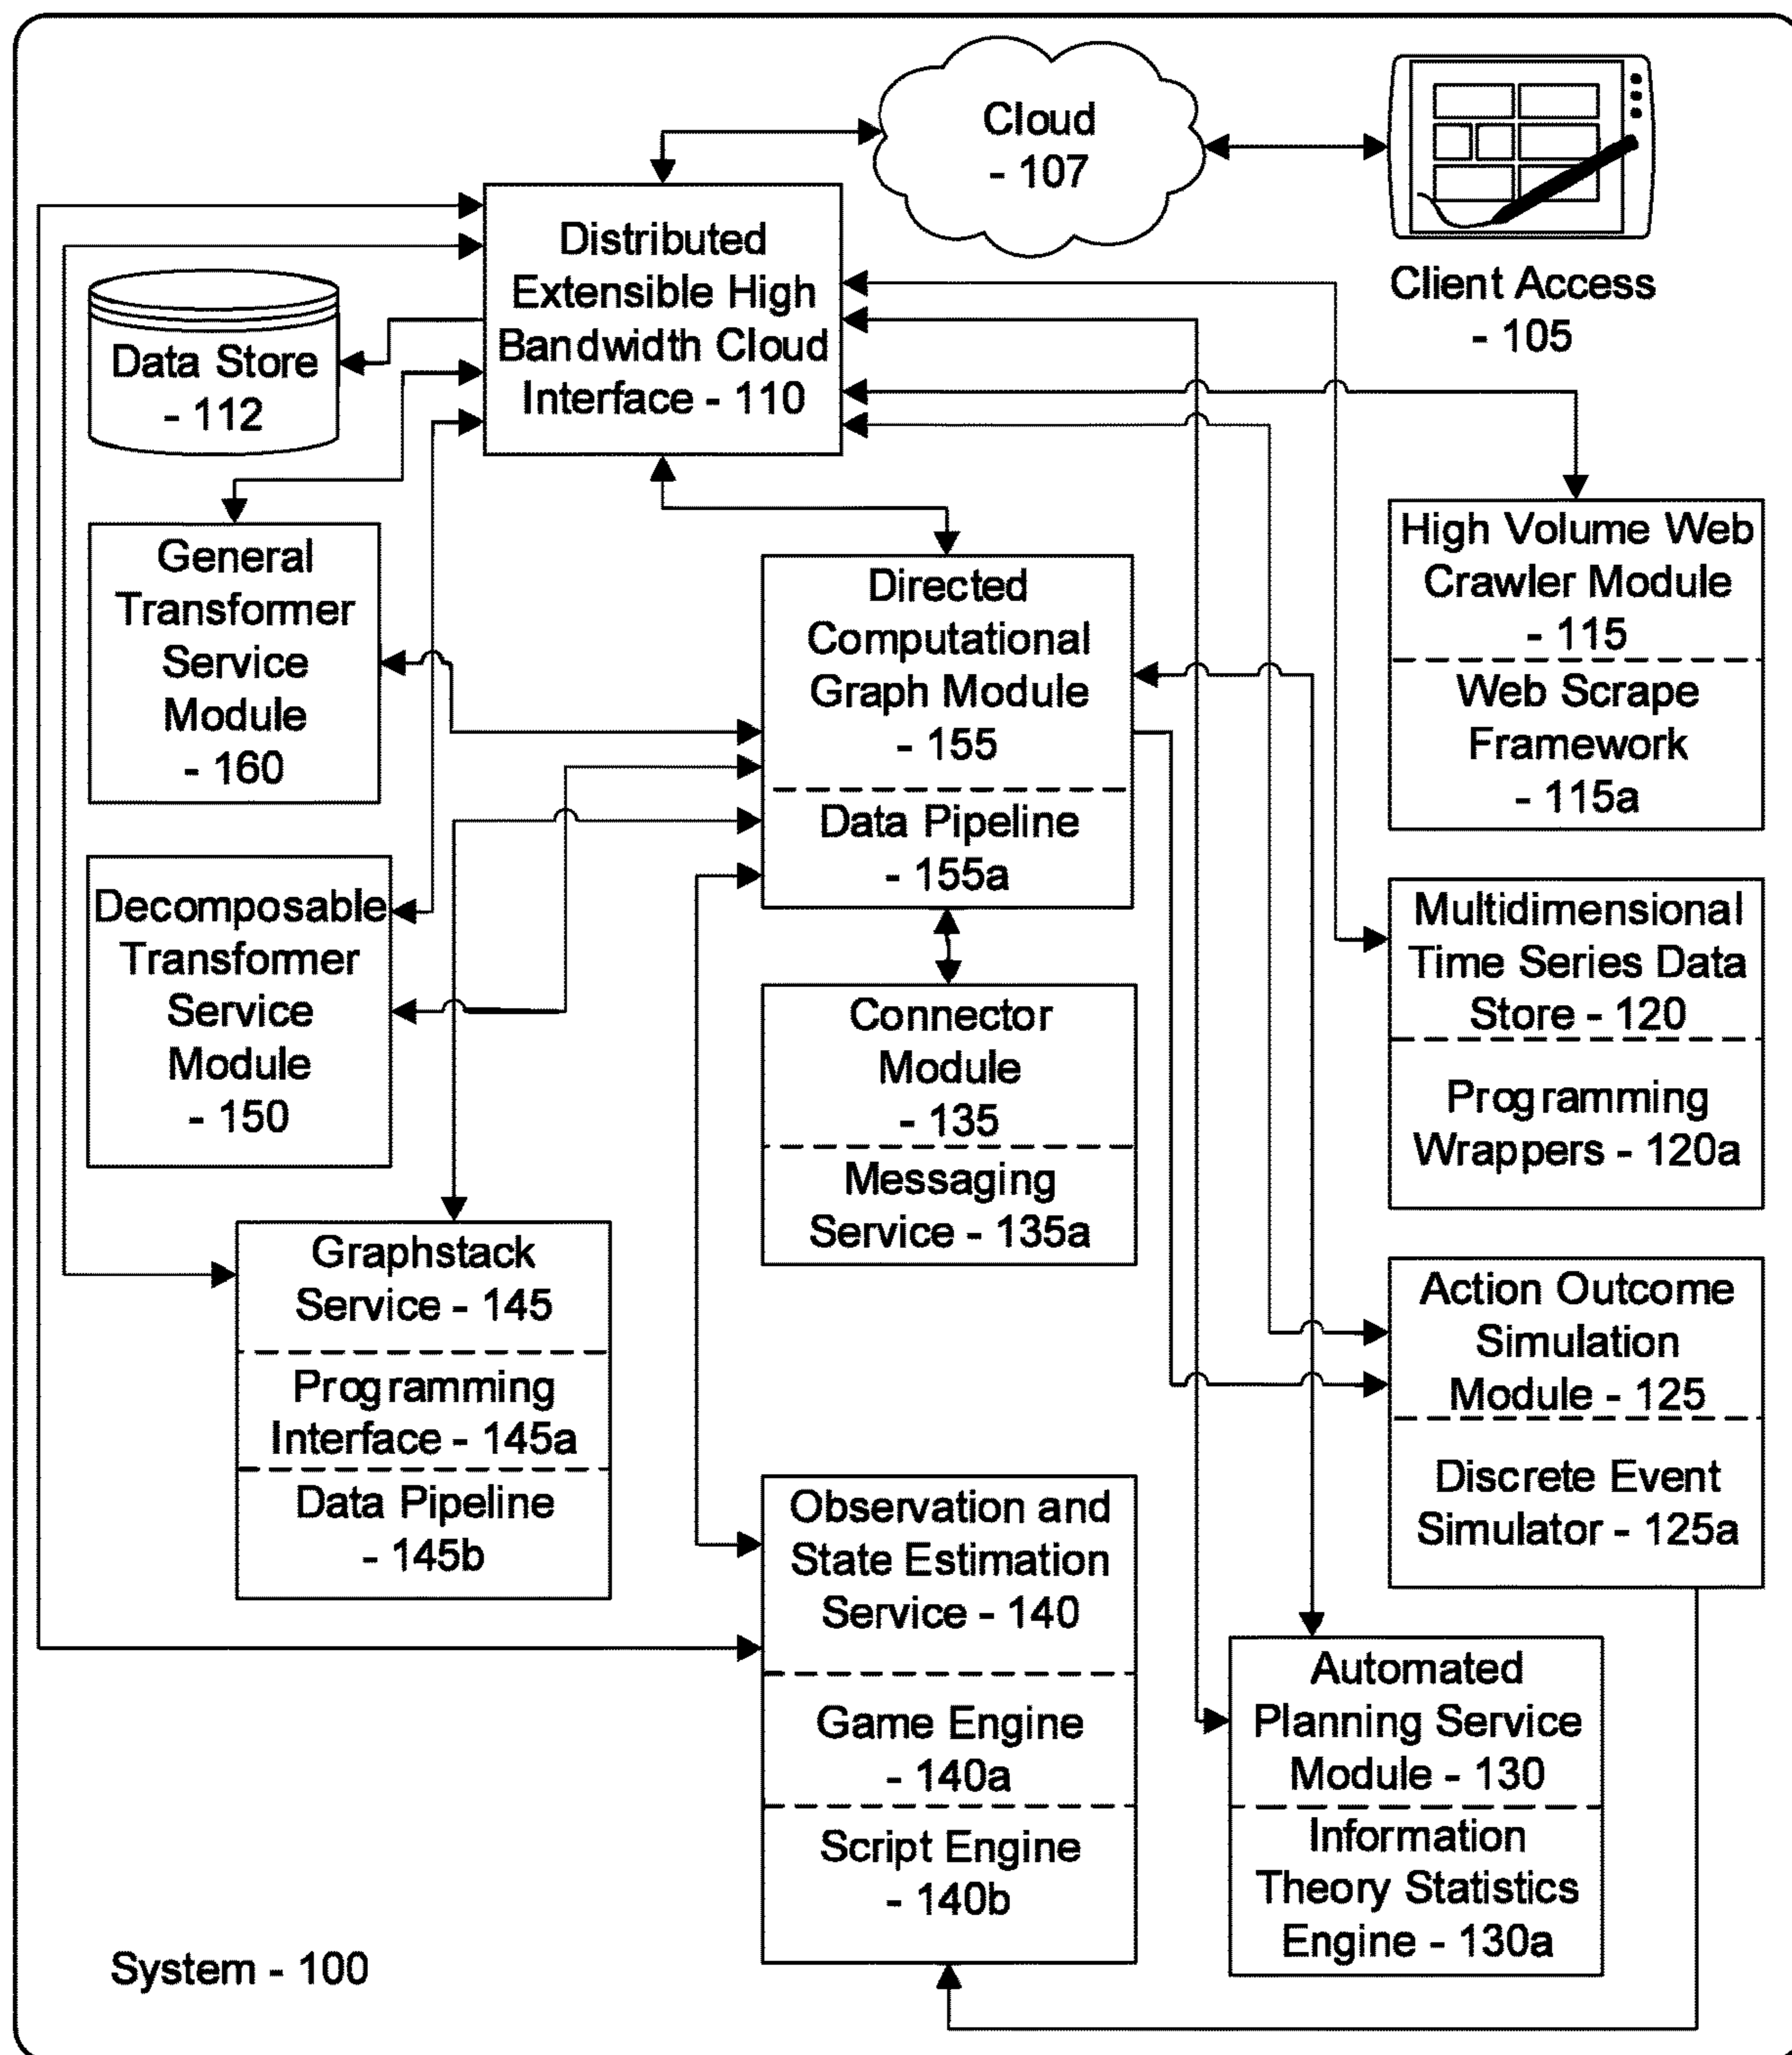 Cloud
- 107
Client Access
- 105
Distributed
Extensible High
Bandwidth Cloud
Interface - 110
Data Store
- 112
General
Transformer
Service
Module
- 160
Directed
Computational
Graph Module
- 155
Data Pipeline
- 155a
High Volume Web
Crawler Module
- 115
Web Scrape
Framework
- 115a
Decomposable
Transformer
Service
Module
- 150
Connector
Module
- 135
Messaging
Service - 135a
Multidimensional
Time Series Data
Store - 120
Programming
Wrappers - 120a
Graphstack
Service - 145
Programming
Interface - 145a
Data Pipeline
- 145b
Action Outcome
Simulation
Module - 125
Discrete Event
Simulator - 125a
Observation and
State Estimation
Service - 140
Game Engine
- 140a
Script Engine
- 140b
Automated
Planning Service
Module - 130
Information
Theory Statistics
Engine - 130a
System - 100